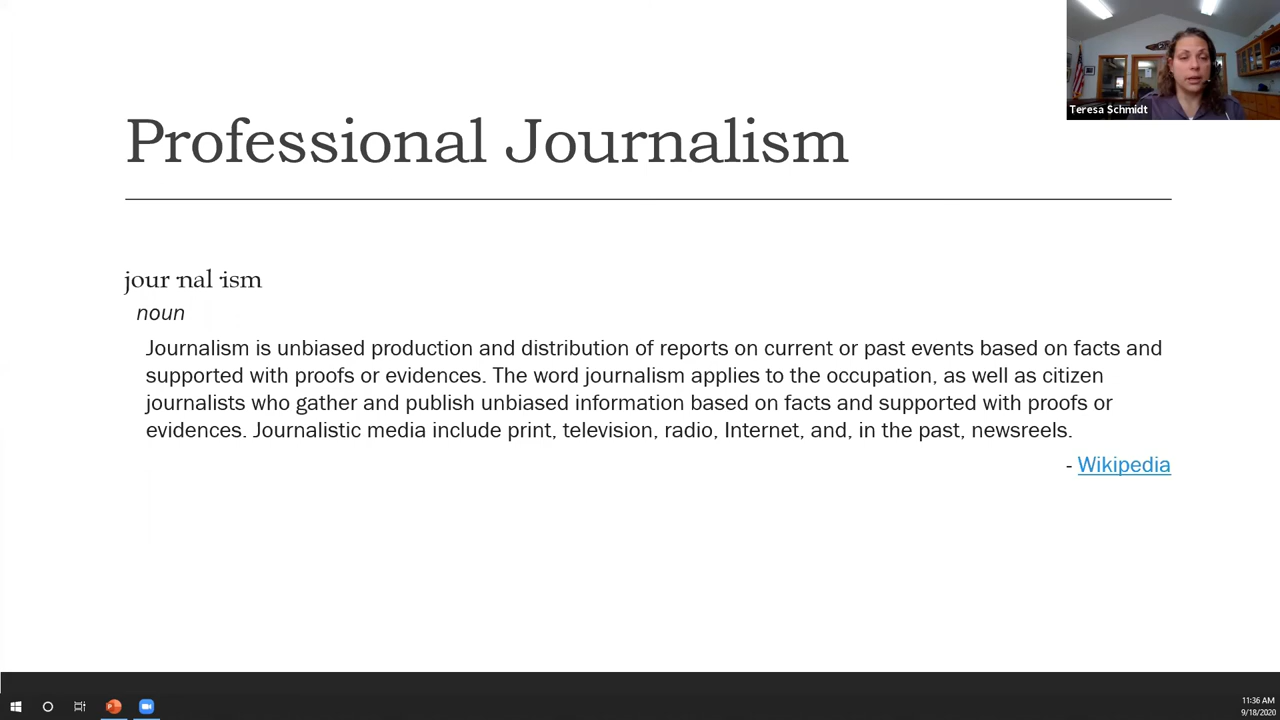 Teresa Schmidt
Professional Journalism
jour ·nal ·ism
noun
Journalism is unbiased production and distribution of reports on current or past events based on facts and
supported with proofs or evidences. The word journalism applies to the occupation, as well as citizen
journalists who gather and publish unbiased information based on facts and supported with proofs or
evidences. Journalistic media include print, television, radio, Internet, and, in the past, newsreels.
- Wikipedia
11:36 AM
9/18/2020